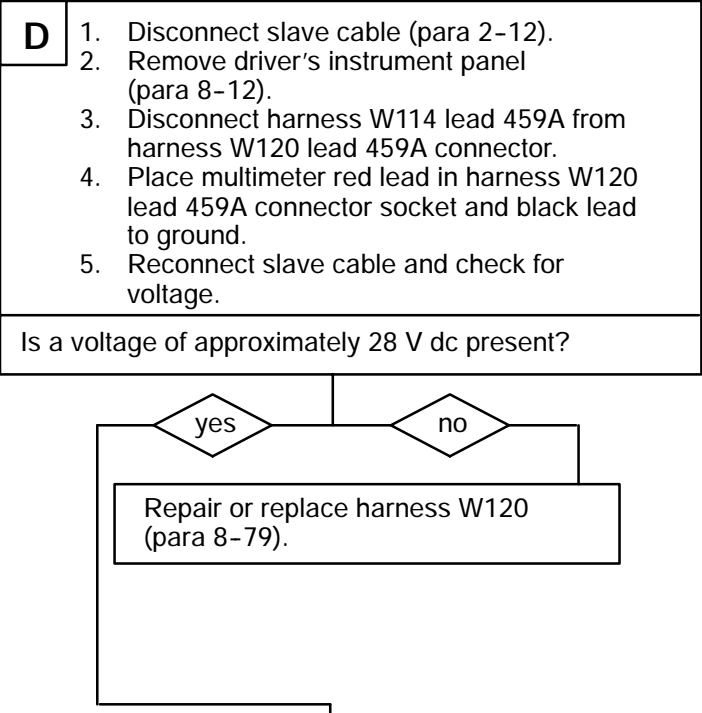 D
1. Disconnect slave cable (para 2-12).
2. Remove driver's instrument panel
(para 8-12).
3. Disconnect harness W114 lead 459A from
harness W120 lead 459A connector.
4. Place multimeter red lead in harness W120
lead 459A connector socket and black lead
to ground.
5. Reconnect slave cable and check for
voltage.
Is a voltage of approximately 28 V dc present?
yes
no
Repair or replace harness W120
(para 8-79).